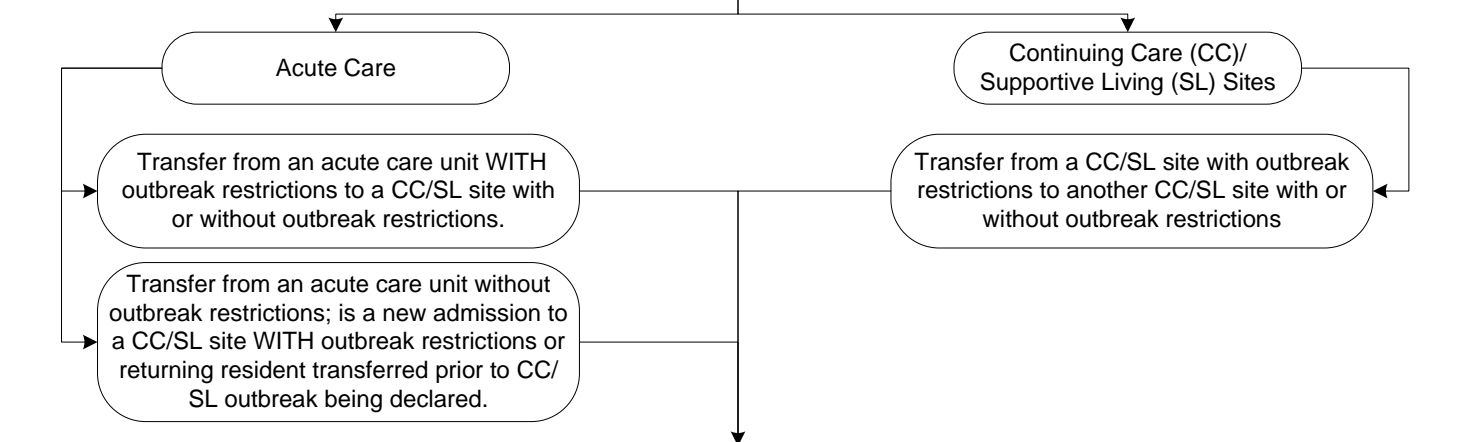 Acute Care
Continuing Care (CC)/
Supportive Living (SL) Sites
Transfer from an acute care unit WITH
outbreak restrictions to a CC/SL site with
or without outbreak restrictions.
Transfer from a CC/SL site with outbreak
restrictions to another CC/SL site with or
without outbreak restrictions
Transfer from an acute care unit without
outbreak restrictions; is a new admission to
a CC/SL site WITH outbreak restrictions or
returning resident transferred prior to CC/
SL outbreak being declared.